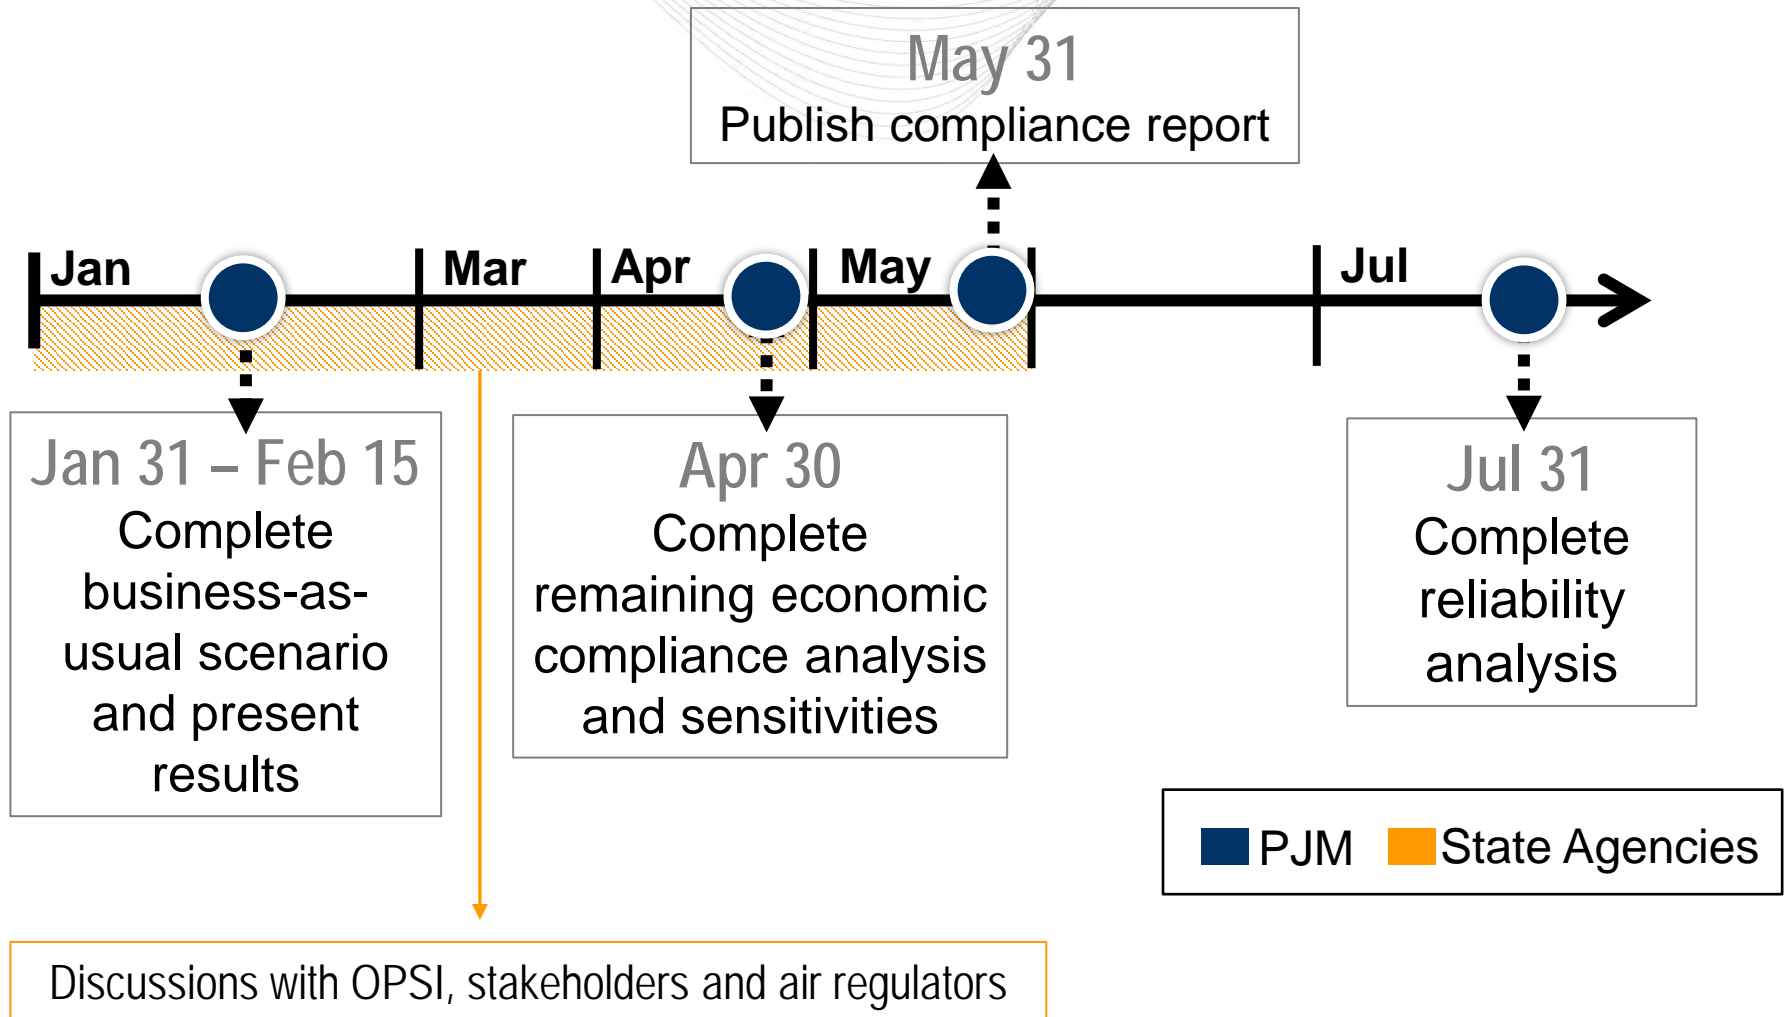 May 31
Publish compliance report
Jan
Mar
Apr
May
Jul
Jan 31 – Feb 15
Complete
business-as-
usual scenario
and present
results
Apr 30
Complete
remaining economic
compliance analysis
and sensitivities
Jul 31
Complete
reliability
analysis
PJM
State Agencies
Discussions with OPSI, stakeholders and air regulators